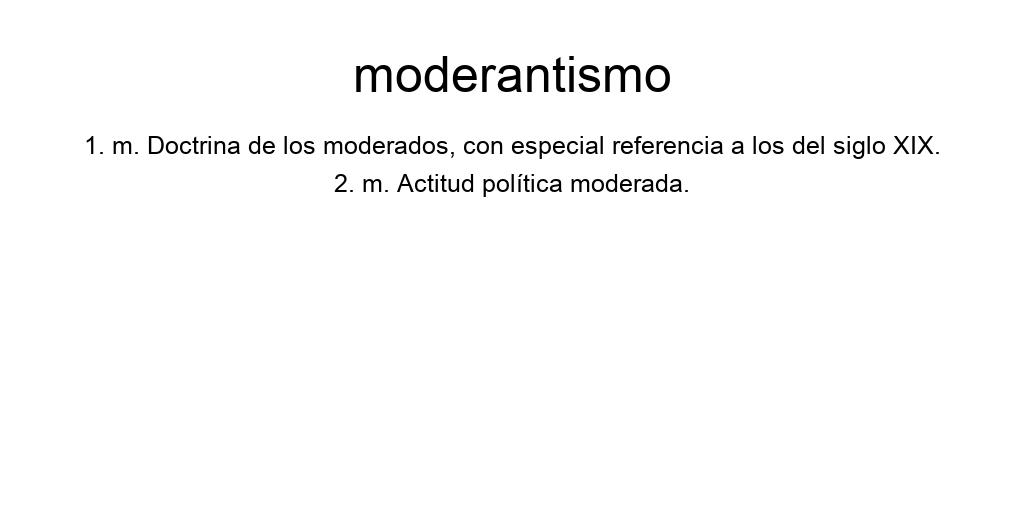 moderantismo
1. m. Doctrina de los moderados, con especial referencia a los del siglo XIX.
2. m. Actitud política moderada.